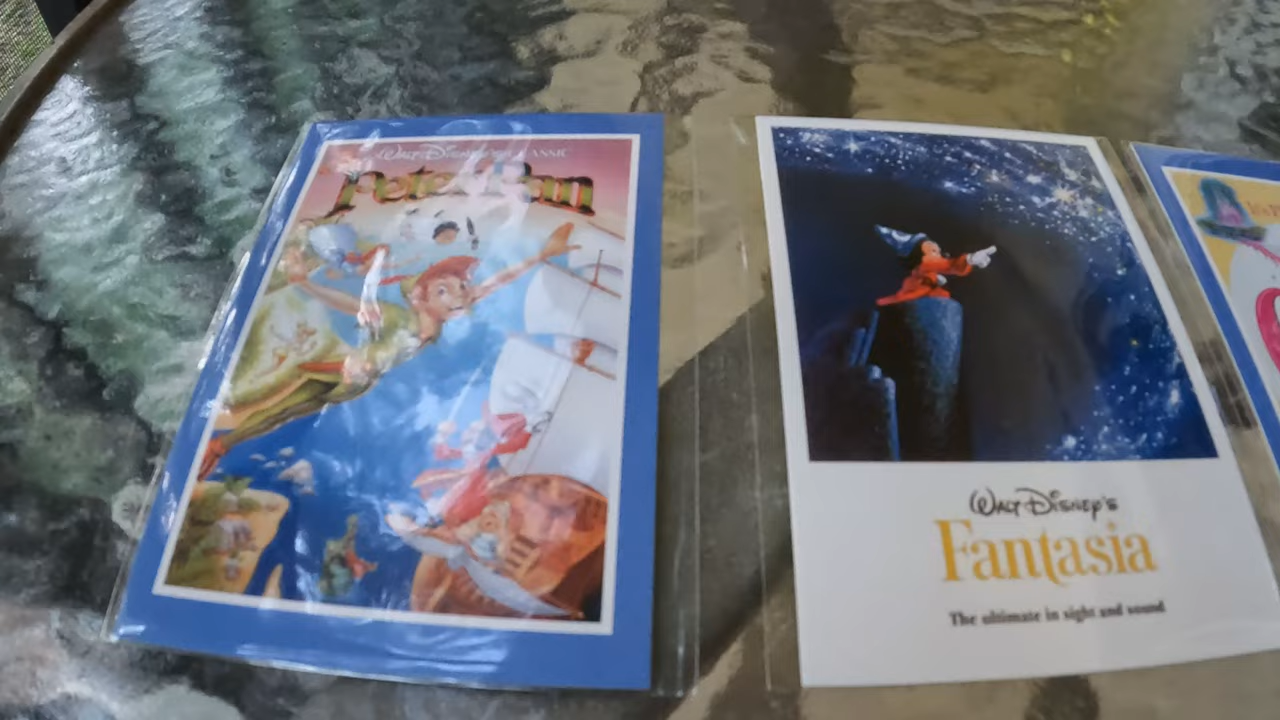 WALT DISNEY'S CLASSIC
Peter Pan
WALT DISNEY'S
Fantasia
The ultimate in sight and sound